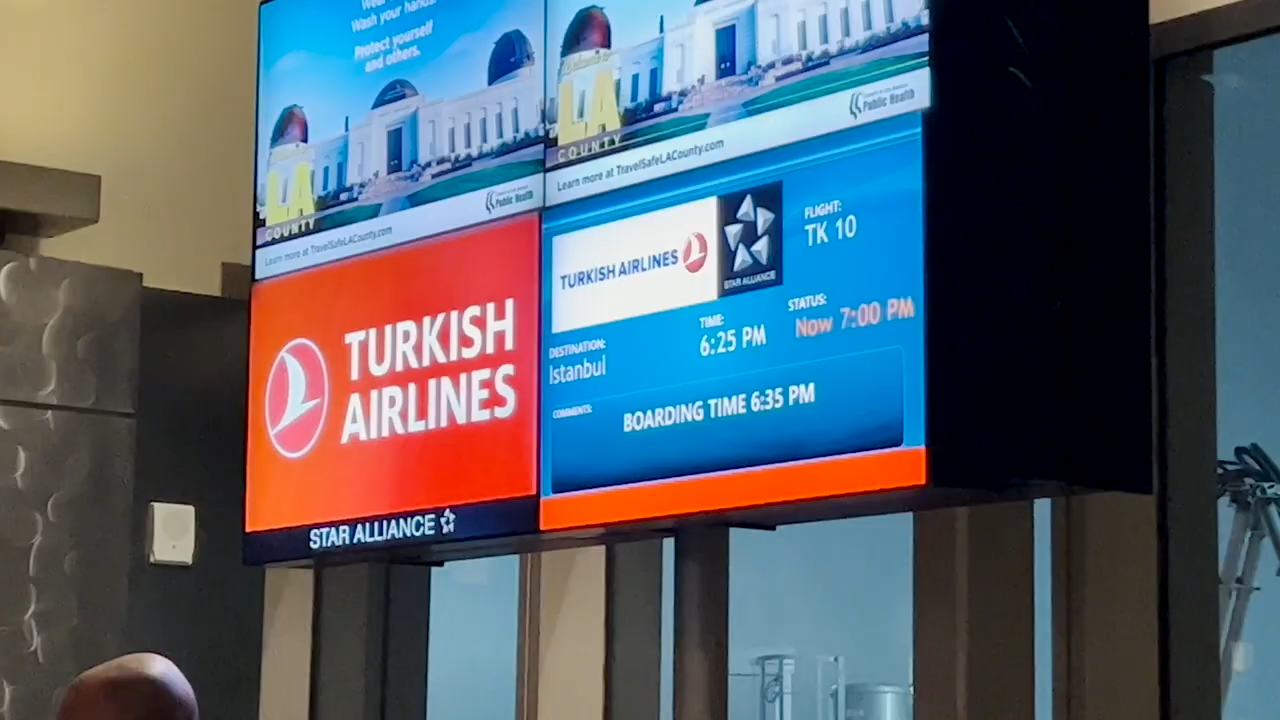 Wash your hands.
Protect yourself
and others.
LA
COUNTY
Public Health
Learn more at TravelSafeLACounty.com
LA
COUNTY
Public Health
Learn more at TravelSafeLACounty.com
TURKISH
AIRLINES
STAR ALLIANCE
TURKISH AIRLINES
STAR ALLIANCE
FLIGHT:
TK 10
DESTINATION:
Istanbul
TIME:
6:25 PM
STATUS:
Now 7:00 PM
COMMENTS:
BOARDING TIME 6:35 PM